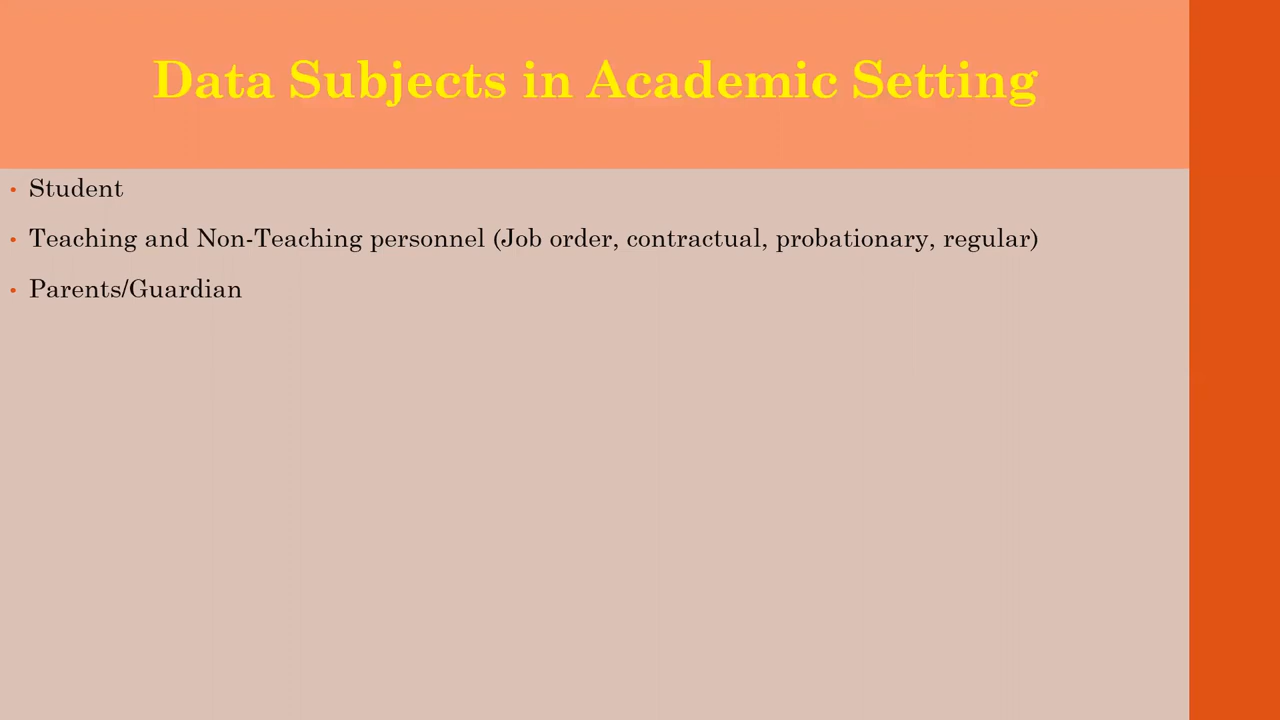 Data Subjects in Academic Setting
• Student
• Teaching and Non-Teaching personnel (Job order, contractual, probationary, regular)
• Parents/Guardian